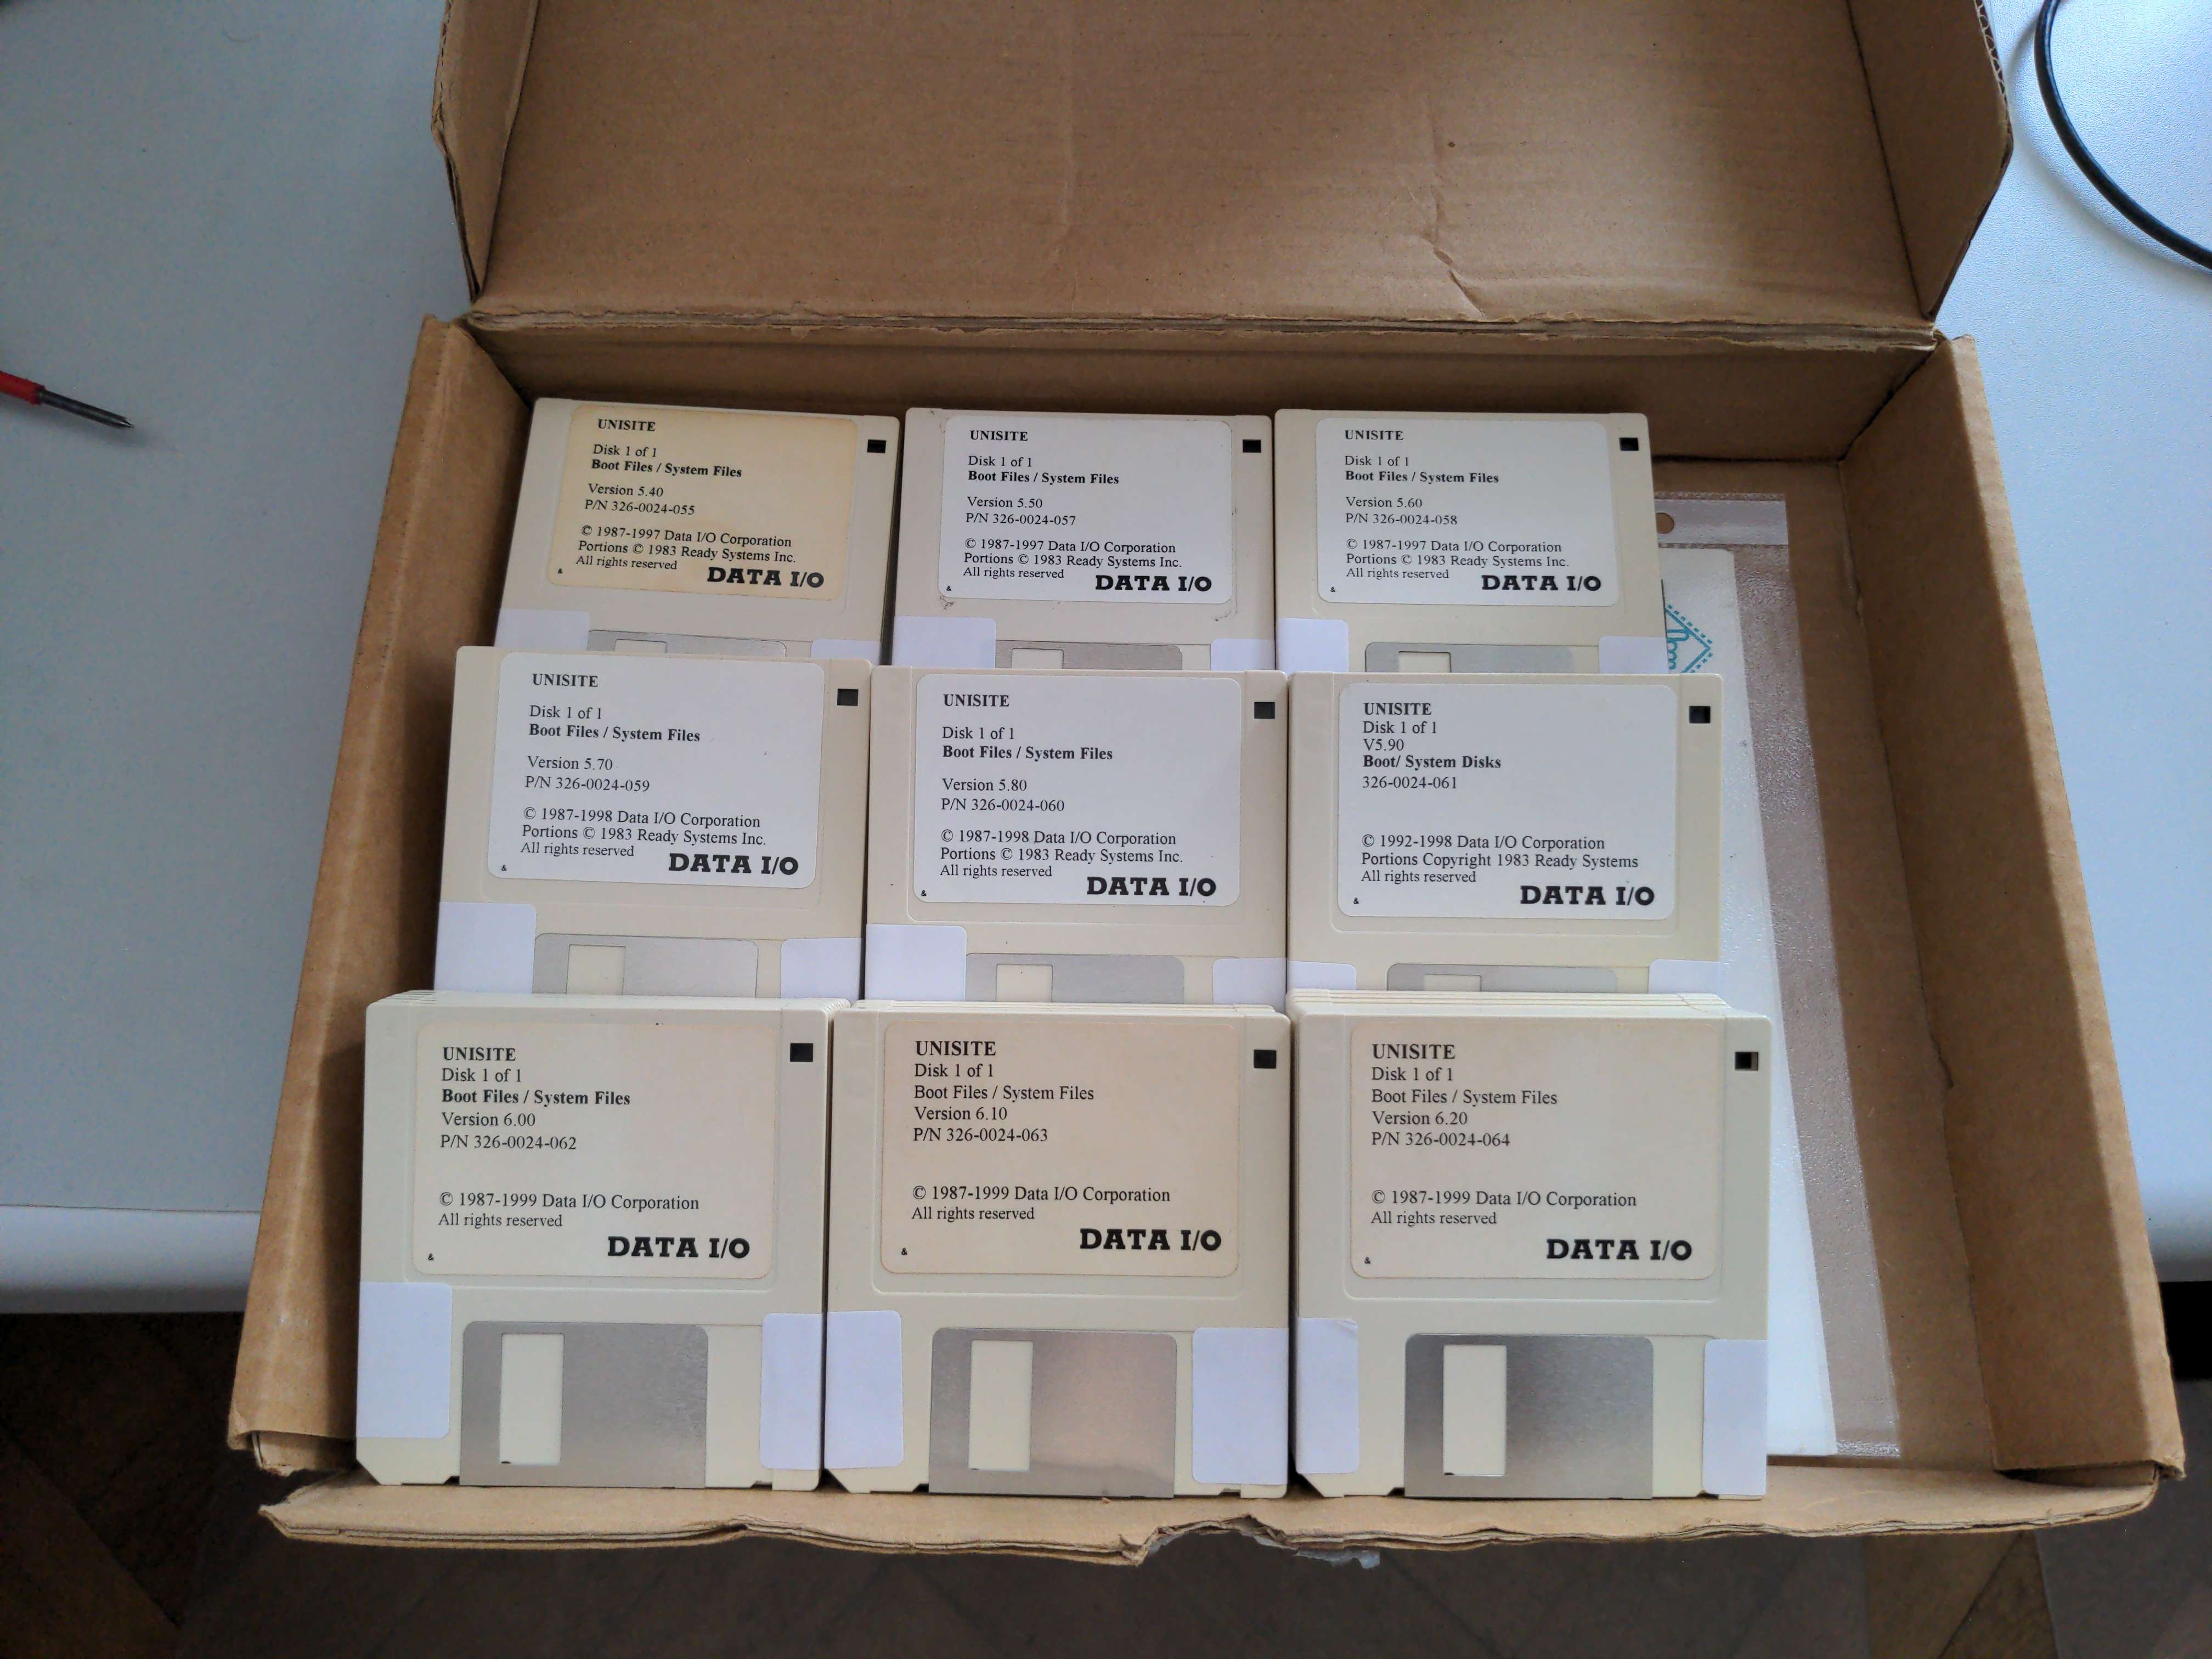 UNISITE
Disk 1 of 1
Boot Files / System Files
Version 5.40
P/N 326-0024-055
© 1987-1997 Data I/O Corporation
Portions © 1983 Ready Systems Inc.
All rights reserved
&
DATA I/O
UNISITE
Disk 1 of 1
Boot Files / System Files
Version 5.50
P/N 326-0024-057
© 1987-1997 Data I/O Corporation
Portions © 1983 Ready Systems Inc.
All rights reserved
&
DATA I/O
UNISITE
Disk 1 of 1
Boot Files / System Files
Version 5.60
P/N 326-0024-058
© 1987-1997 Data I/O Corporation
Portions © 1983 Ready Systems Inc.
All rights reserved
&
DATA I/O
UNISITE
Disk 1 of 1
Boot Files / System Files
Version 5.70
P/N 326-0024-059
© 1987-1998 Data I/O Corporation
Portions © 1983 Ready Systems Inc.
All rights reserved
&
DATA I/O
UNISITE
Disk 1 of 1
Boot Files / System Files
Version 5.80
P/N 326-0024-060
© 1987-1998 Data I/O Corporation
Portions © 1983 Ready Systems Inc.
All rights reserved
&
DATA I/O
UNISITE
Disk 1 of 1
V5.90
Boot/ System Disks
326-0024-061
© 1992-1998 Data I/O Corporation
Portions Copyright 1983 Ready Systems
All rights reserved
&
DATA I/O
UNISITE
Disk 1 of 1
Boot Files / System Files
Version 6.00
P/N 326-0024-062
© 1987-1999 Data I/O Corporation
All rights reserved
&
DATA I/O
UNISITE
Disk 1 of 1
Boot Files / System Files
Version 6.10
P/N 326-0024-063
© 1987-1999 Data I/O Corporation
All rights reserved
&
DATA I/O
UNISITE
Disk 1 of 1
Boot Files / System Files
Version 6.20
P/N 326-0024-064
© 1987-1999 Data I/O Corporation
All rights reserved
&
DATA I/O